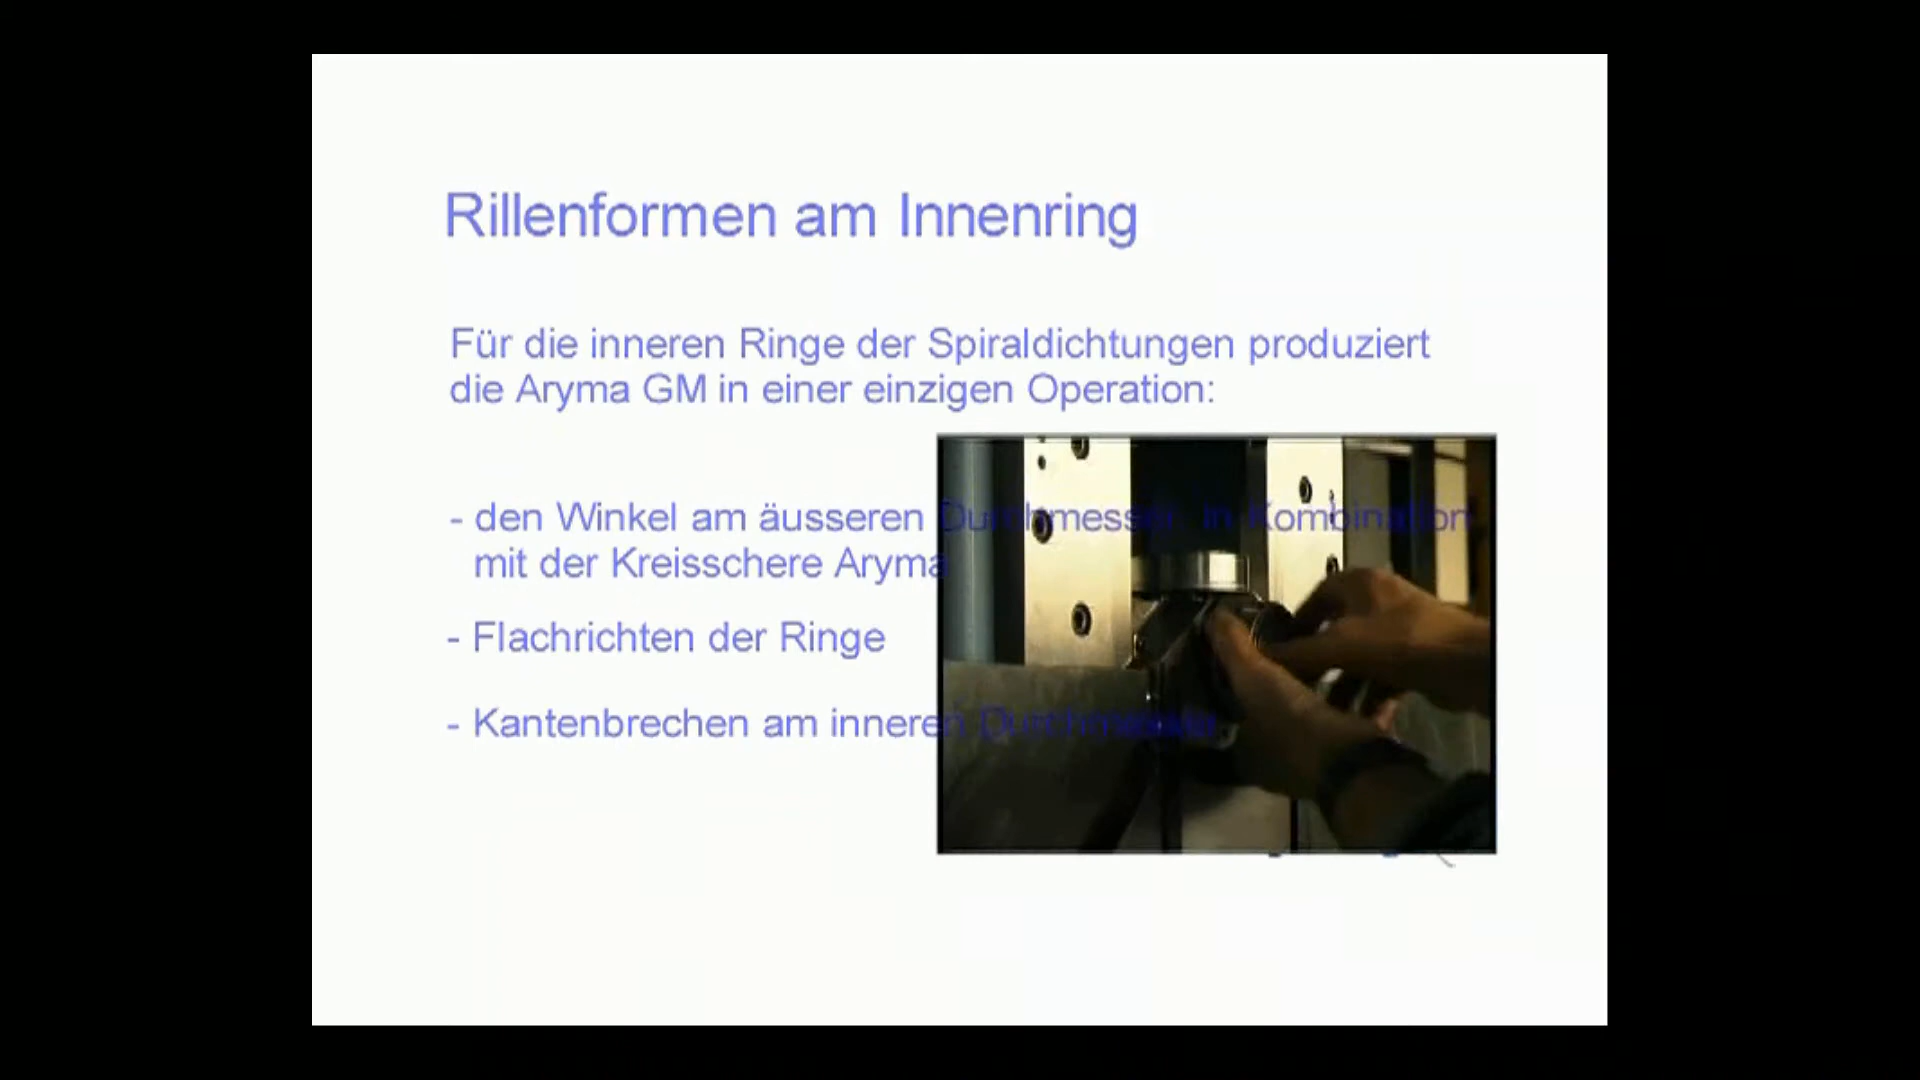 Rillenformen am Innenring
Für die inneren Ringe der Spiraldichtungen produziert
die Aryma GM in einer einzigen Operation:
- den Winkel am äusseren Durchmesser in Kombination
mit der Kreisschere Aryma
- Flachrichten der Ringe
- Kantenbrechen am inneren Durchmesser